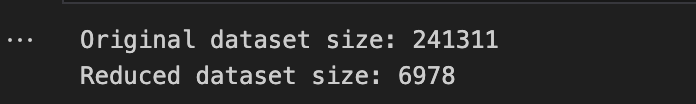 Original dataset size: 241311
Reduced dataset size: 6978